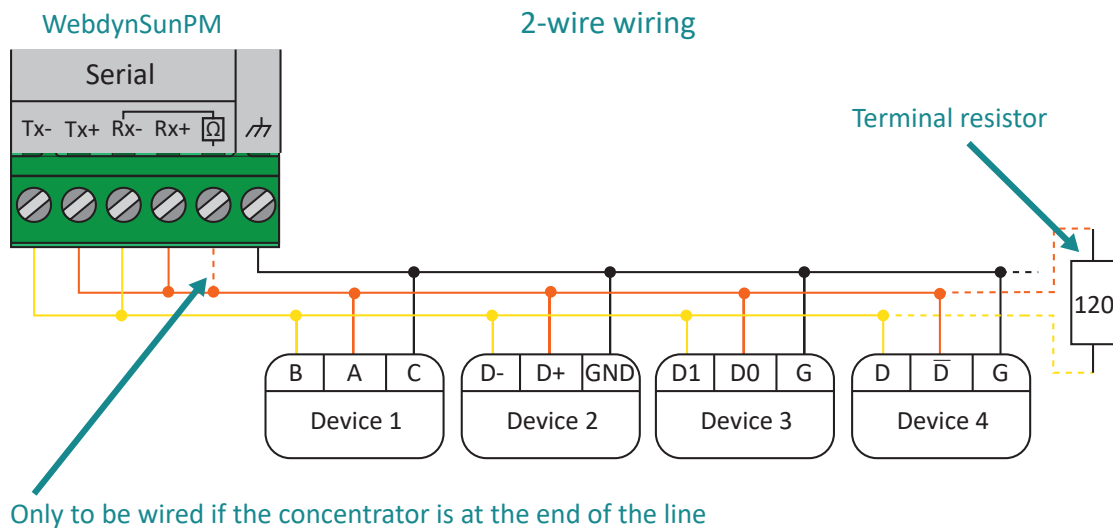 WebdynSunPM
2-wire wiring
Serial
Tx- Tx+ Rx- Rx+ Ω
Terminal resistor
120
B A C
Device 1
D- D+ GND
Device 2
D1 D0 G
Device 3
D D̅ G
Device 4
Only to be wired if the concentrator is at the end of the line